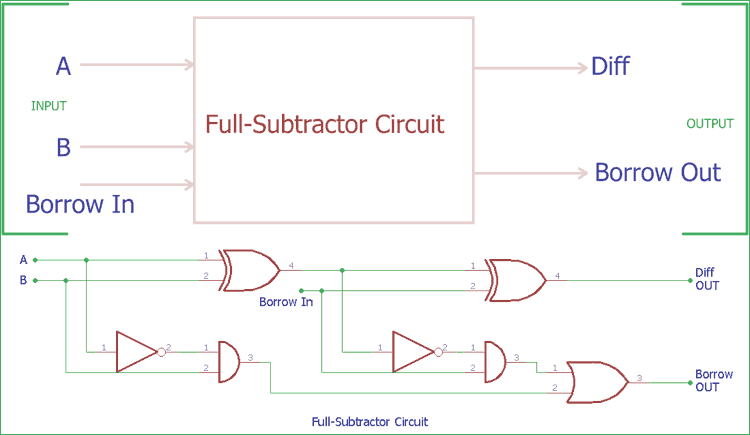 A
Diff
INPUT
Full-Subtractor Circuit
OUTPUT
B
Borrow Out
Borrow In
A
1
4
1
4
Diff
OUT
B
2
Borrow In
2
1
2
1
3
1
2
1
3
1
3
Borrow
OUT
2
2
2
Full-Subtractor Circuit